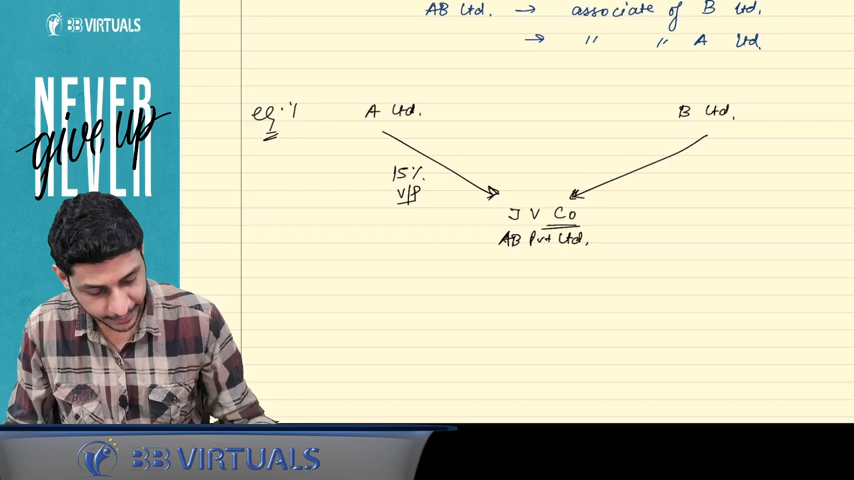 BB VIRTUALS
AB Ltd. → associate of B Ltd.
→ " " A Ltd.
NEVER
give up
NEVER
eg:
A Ltd.
B Ltd.
15%
V/P
J V Co
AB Pvt Ltd.
BB VIRTUALS